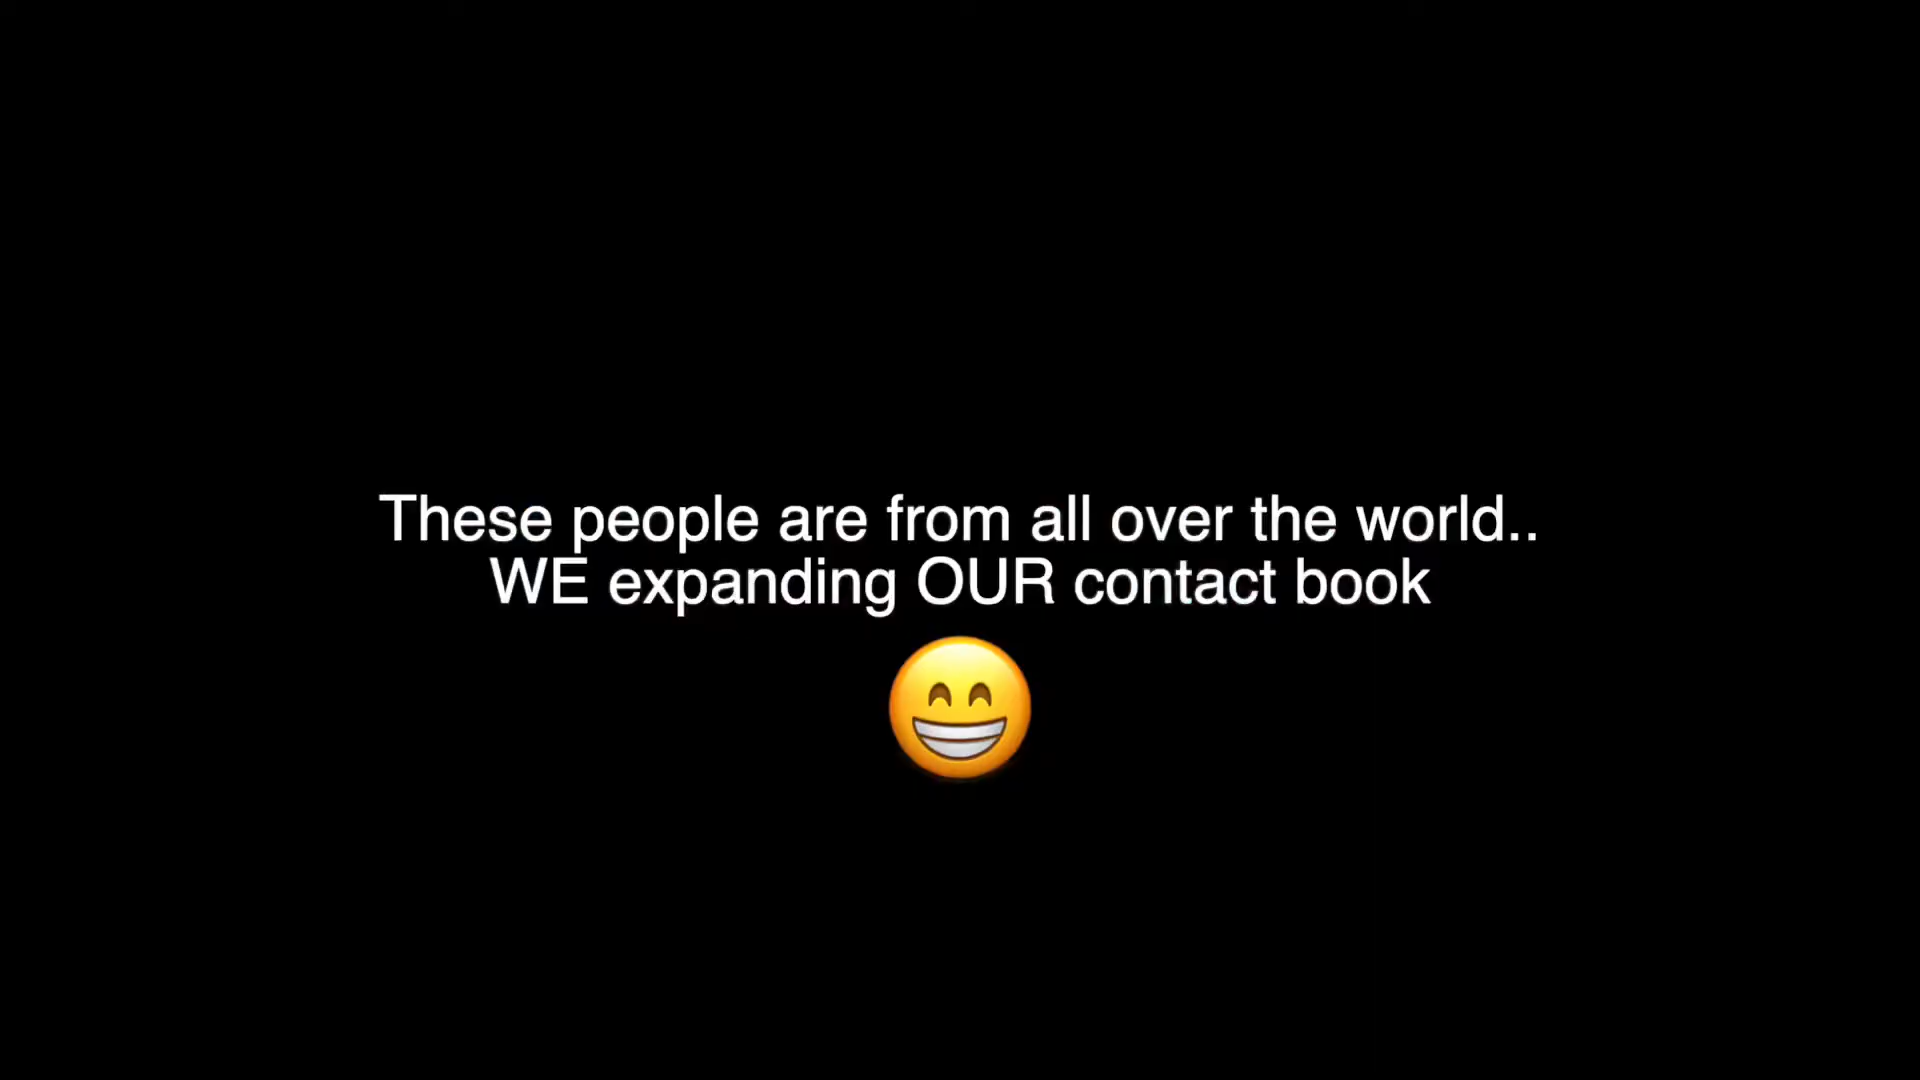 These people are from all over the world..
WE expanding OUR contact book
😁